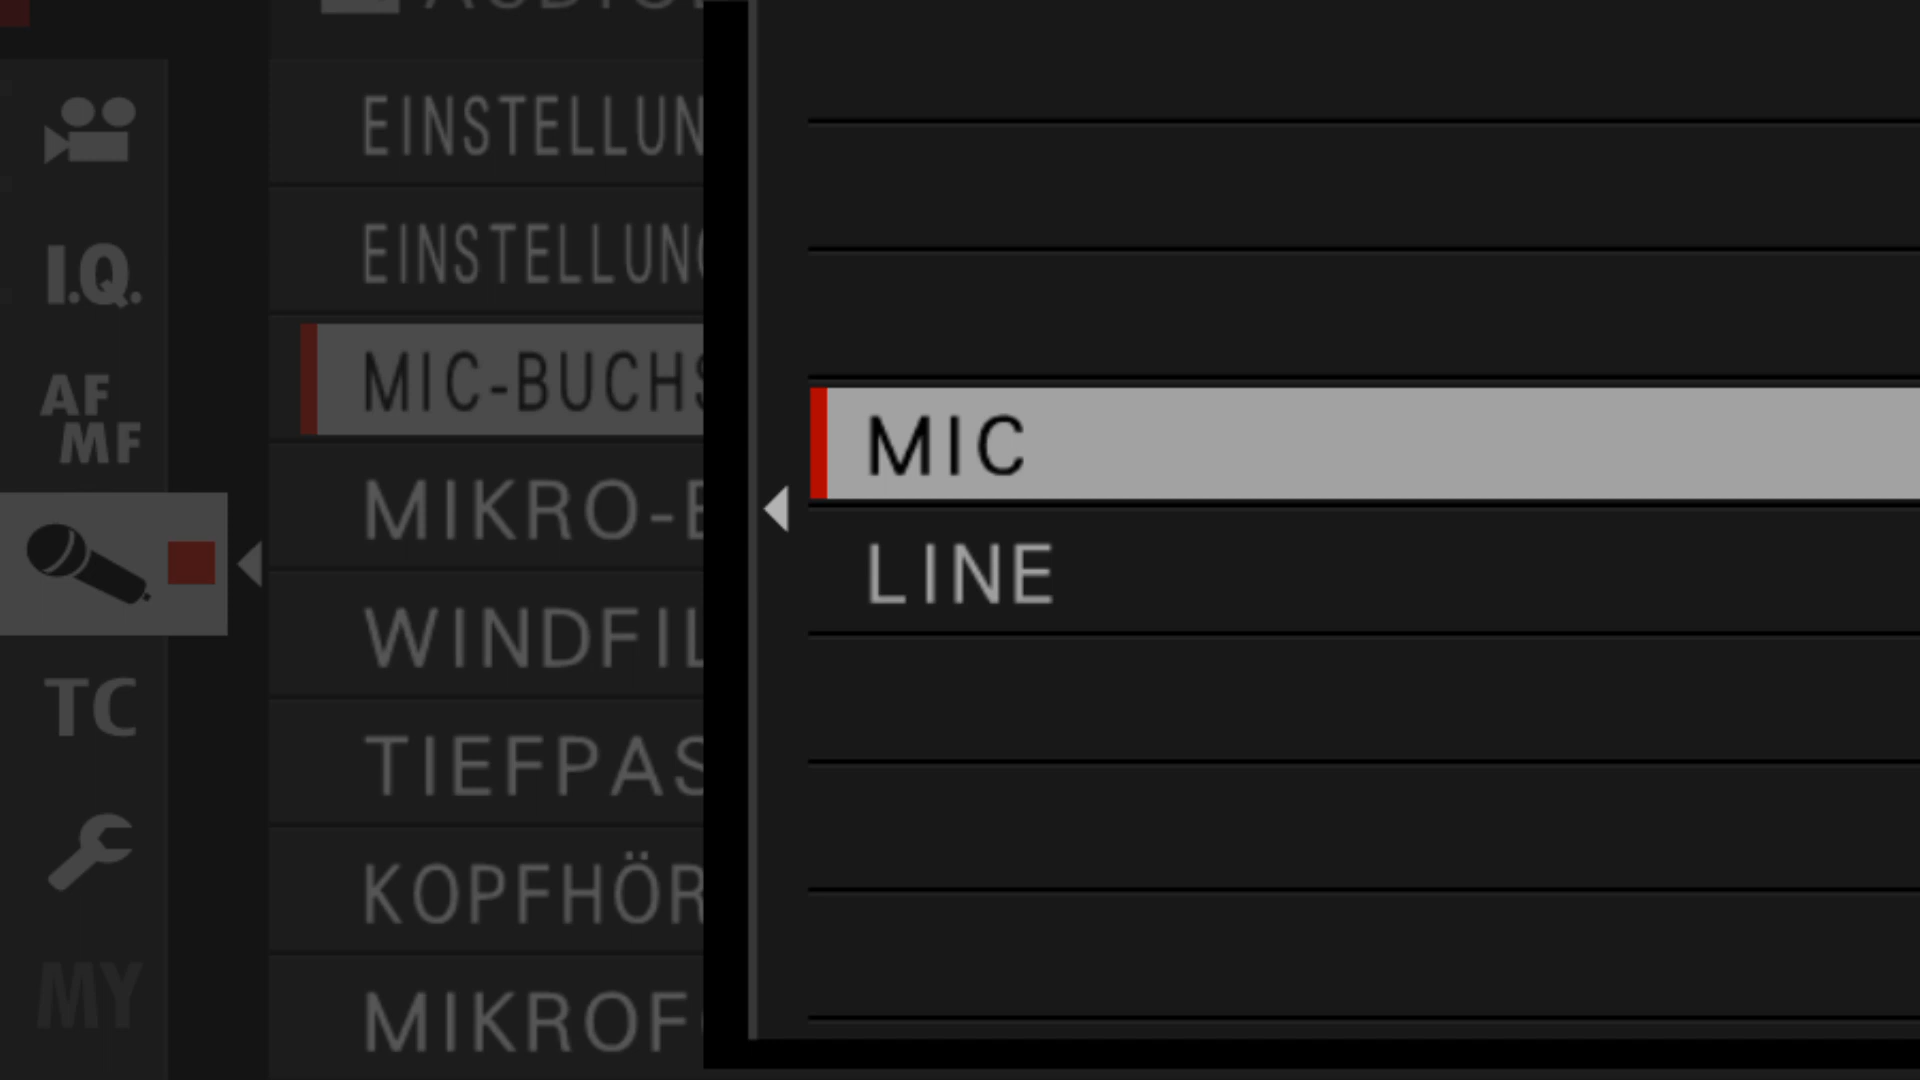 EINSTELLUN
EINSTELLUN
MIC-BUCHS
MIKRO-
WINDFIL
TIEFPAS
KOPFHÖR
MIKROF
I.Q.
AF
MF
TC
MY
MIC
LINE